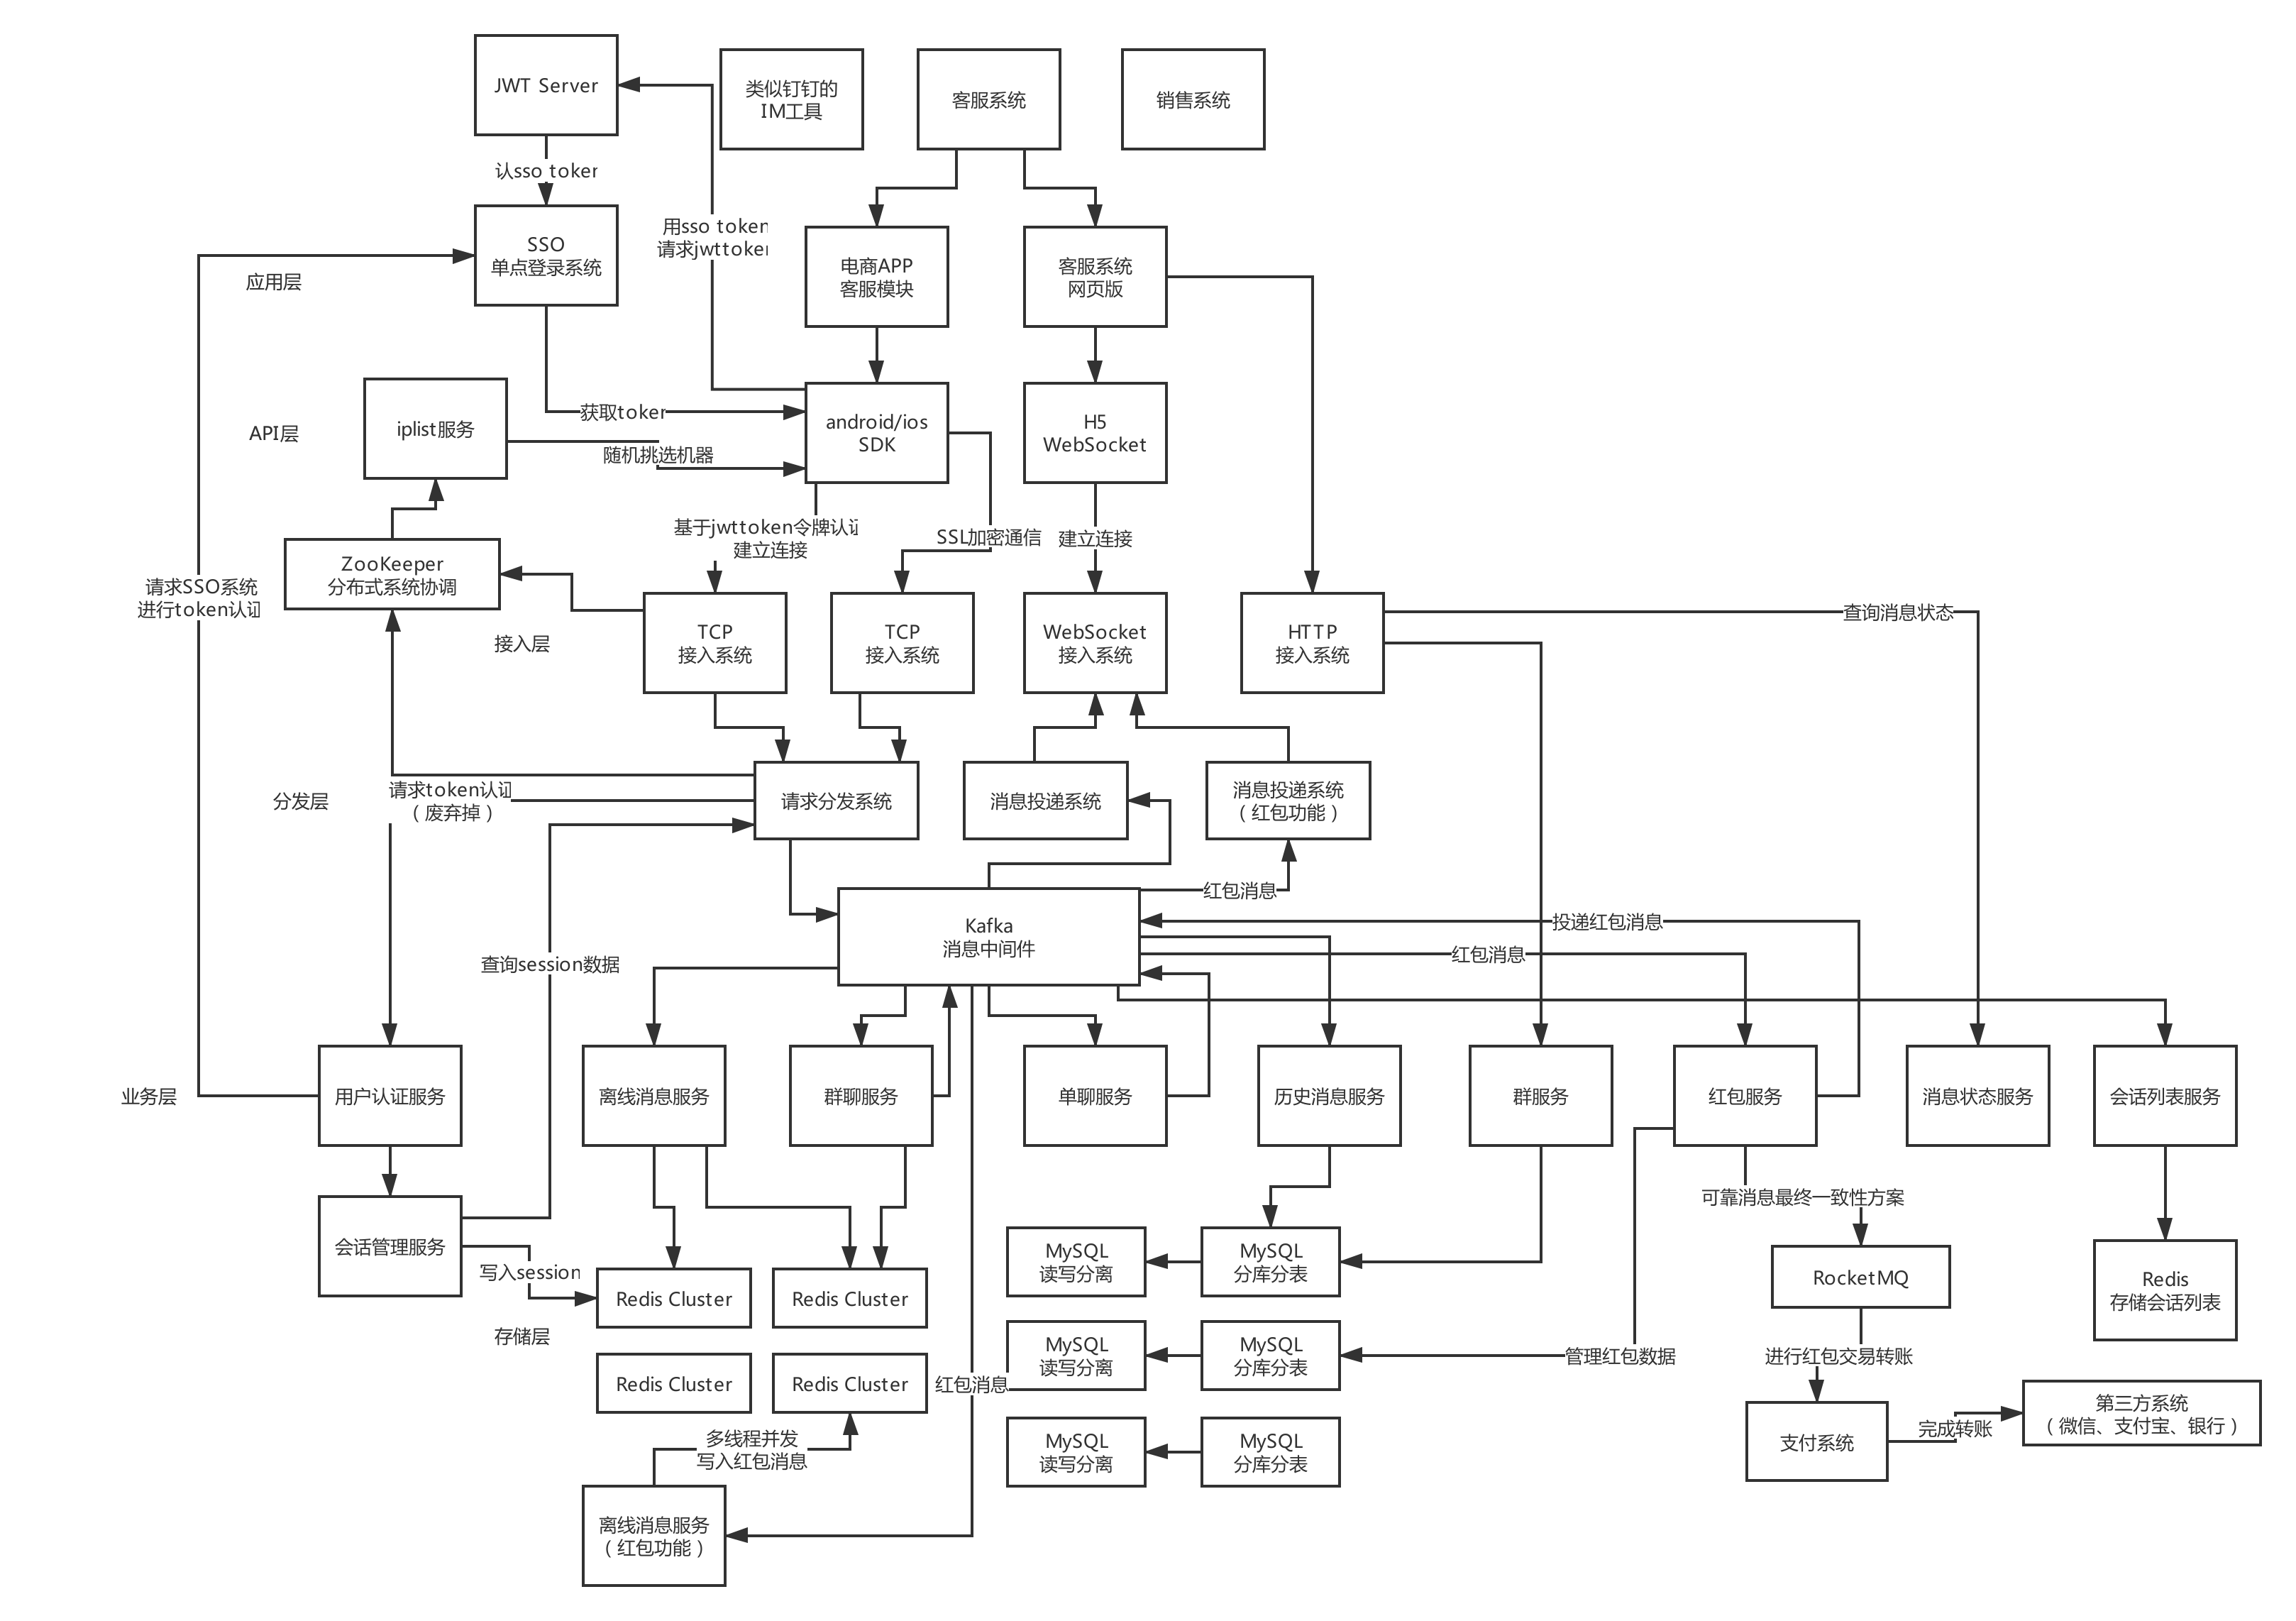 JWT Server
类似钉钉的
IM工具
客服系统
销售系统
认sso token
用sso token
请求jwttoken
SSO
单点登录系统
应用层
电商APP
客服模块
客服系统
网页版
获取token
iplist服务
API层
随机挑选机器
android/ios
SDK
H5
WebSocket
基于jwttoken令牌认证
建立连接
SSL加密通信
建立连接
ZooKeeper
分布式系统协调
请求SSO系统
进行token认证
接入层
TCP
接入系统
TCP
接入系统
WebSocket
接入系统
HTTP
接入系统
查询消息状态
分发层
请求token认证
（废弃掉）
请求分发系统
消息投递系统
消息投递系统
（红包功能）
红包消息
Kafka
消息中间件
投递红包消息
红包消息
查询session数据
业务层
用户认证服务
离线消息服务
群聊服务
单聊服务
历史消息服务
群服务
红包服务
消息状态服务
会话列表服务
可靠消息最终一致性方案
会话管理服务
写入session
Redis Cluster
Redis Cluster
MySQL
读写分离
MySQL
分库分表
RocketMQ
Redis
存储会话列表
存储层
Redis Cluster
Redis Cluster
红包消息
MySQL
读写分离
MySQL
分库分表
管理红包数据
进行红包交易转账
多线程并发
写入红包消息
MySQL
读写分离
MySQL
分库分表
支付系统
完成转账
第三方系统
（微信、支付宝、银行）
离线消息服务
（红包功能）